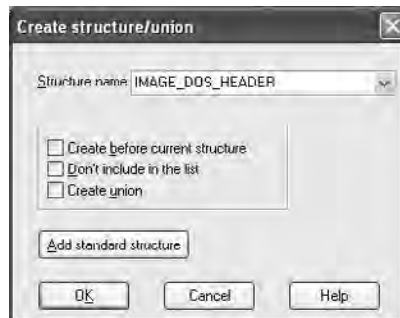 Create structure/union
Structure name IMAGE_DOS_HEADER
Create before current structure
Don't include in the list
Create union
Add standard structure
OK Cancel Help